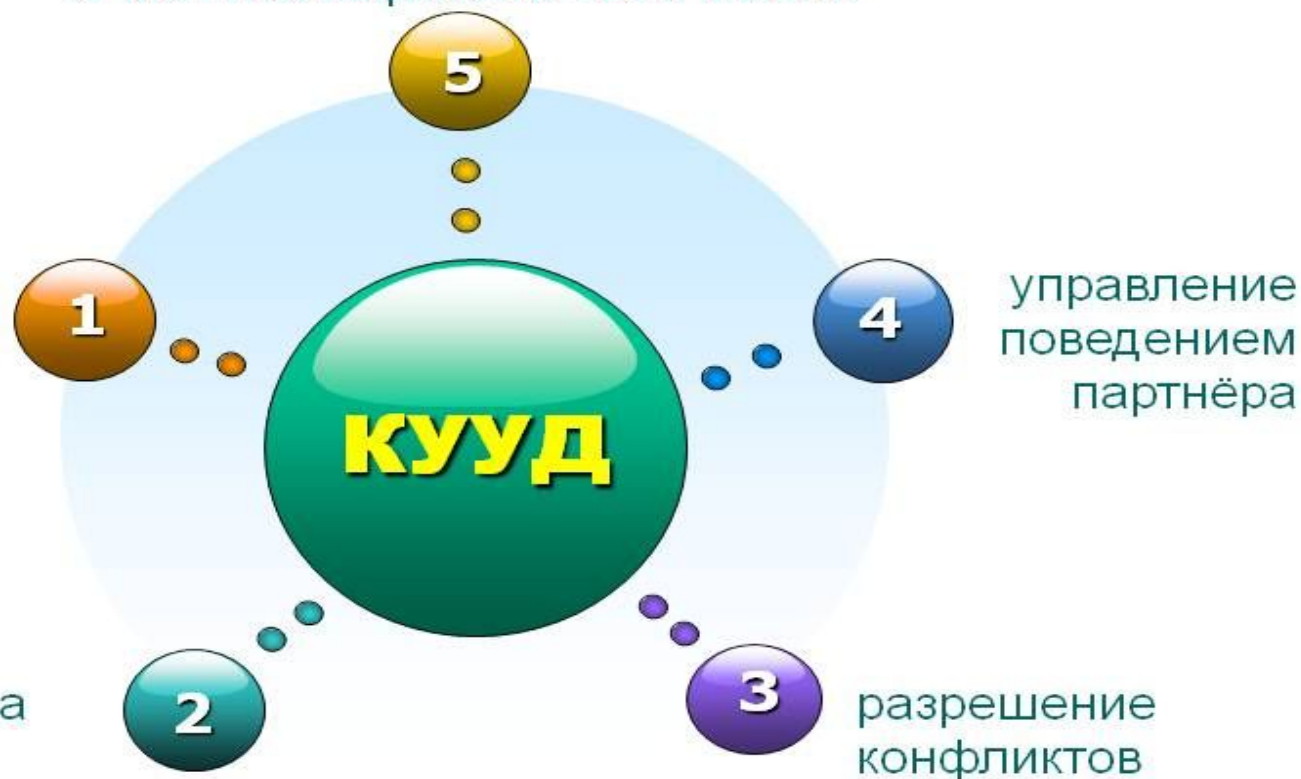 5
1
4
управление
поведением
партнёра
КУУД
а
2
3
разрешение
конфликтов